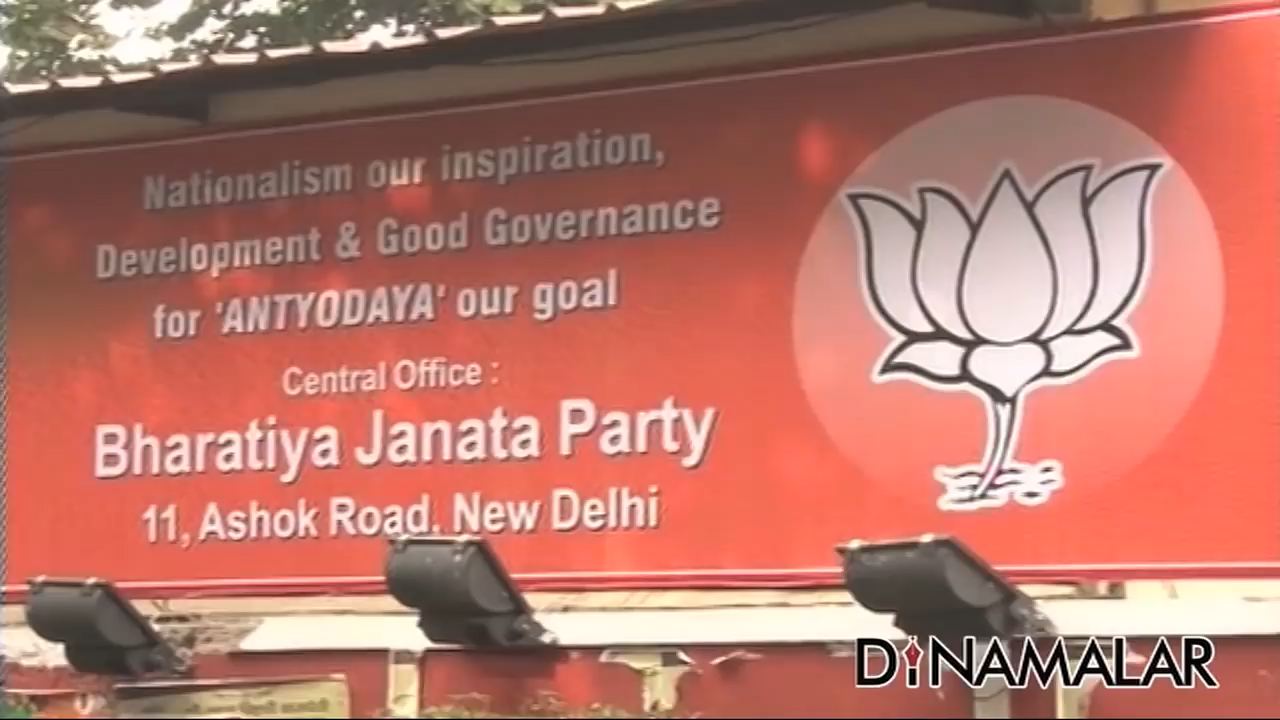 Nationalism our inspiration,
Development & Good Governance
for 'ANTYODAYA' our goal
Central Office :
Bharatiya Janata Party
11, Ashok Road, New Delhi
DINAMALAR